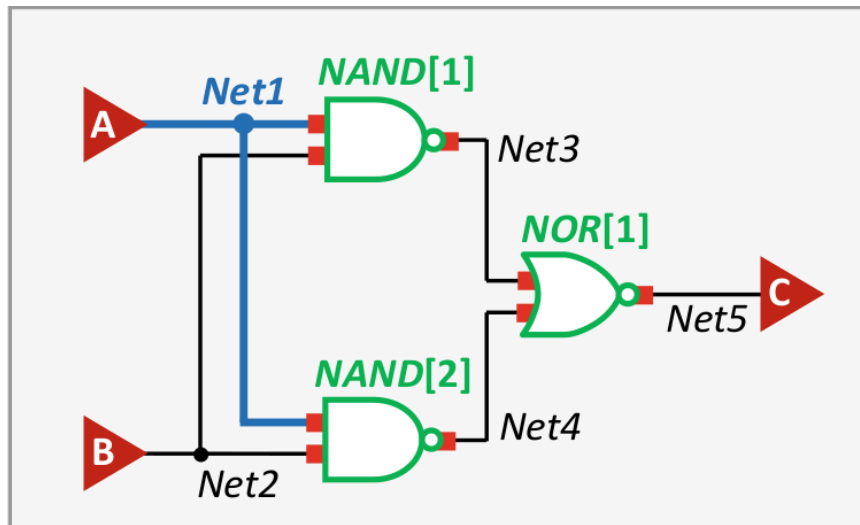 NAND[1]
Net1
A
Net3
NOR[1]
C
Net5
NAND[2]
Net4
B
Net2